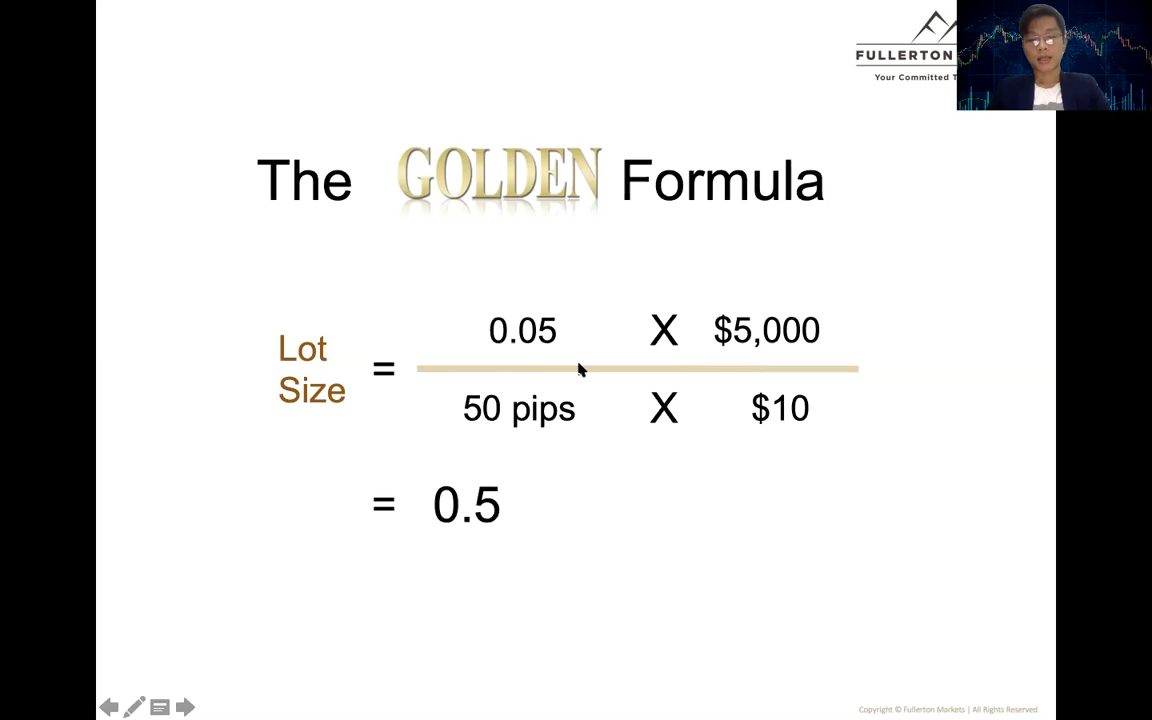 FULLERTON
Your Committed
The GOLDEN Formula
Lot
Size
=
0.05 X $5,000
50 pips X $10
= 0.5
Copyright © Fullerton Markets | All Rights Reserved